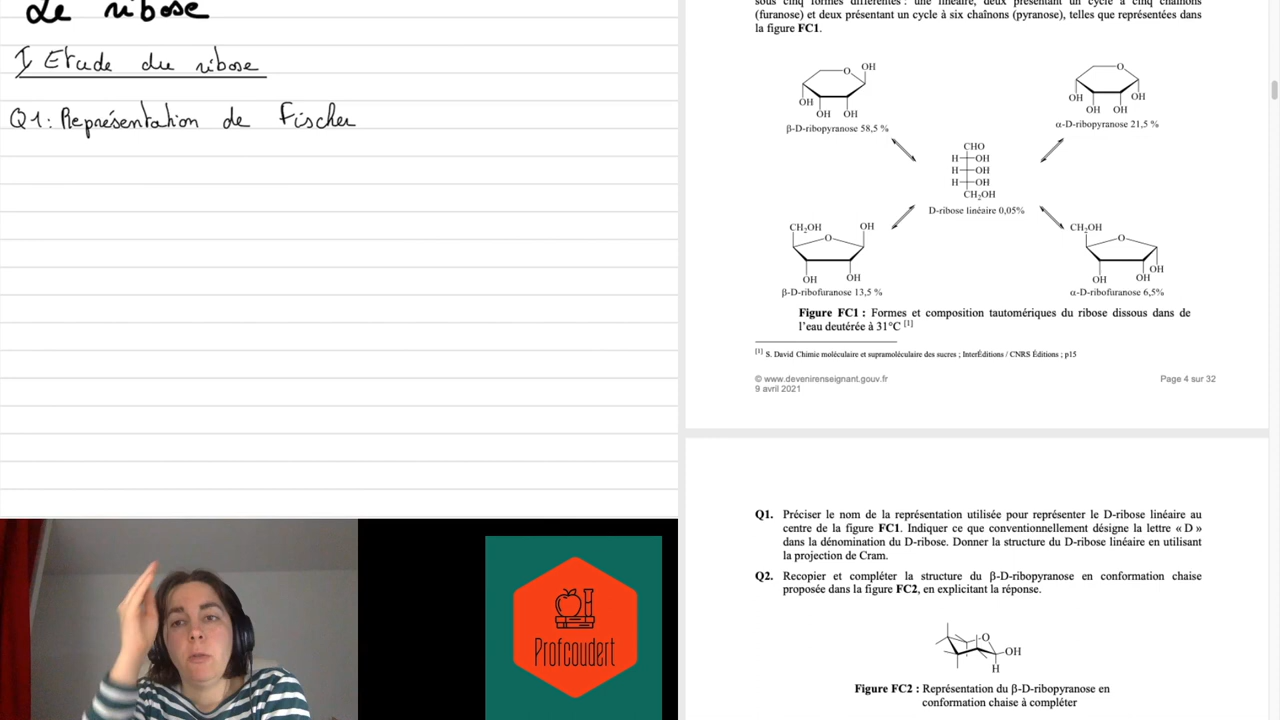 Le ribose
I Etude du ribose
Q1: Représentation de Fischer
sous cinq formes différentes : une linéaire, deux présentant un cycle à cinq chaînons
(furanose) et deux présentant un cycle à six chaînons (pyranose), telles que représentées dans
la figure FC1.
O OH
OH
OH OH
β-D-ribopyranose 58,5 %
O
OH OH
OH OH
α-D-ribopyranose 21,5 %
CHO
H OH
H OH
H OH
CH₂OH
D-ribose linéaire 0,05%
CH₂OH OH
O
OH OH
β-D-ribofuranose 13,5 %
CH₂OH
O
OH
OH OH
α-D-ribofuranose 6,5%
Figure FC1 : Formes et composition tautomériques du ribose dissous dans de
l'eau deutérée à 31°C [1]
[1] S. David Chimie moléculaire et supramoléculaire des sucres ; InterÉditions / CNRS Éditions ; p15
© www.devenirenseignant.gouv.fr Page 4 sur 32
9 avril 2021
Q1. Préciser le nom de la représentation utilisée pour représenter le D-ribose linéaire au
centre de la figure FC1. Indiquer ce que conventionnellement désigne la lettre « D »
dans la dénomination du D-ribose. Donner la structure du D-ribose linéaire en utilisant
la projection de Cram.
Q2. Recopier et compléter la structure du β-D-ribopyranose en conformation chaise
proposée dans la figure FC2, en explicitant la réponse.
O
OH
H
Figure FC2 : Représentation du β-D-ribopyranose en
conformation chaise à compléter
Profcoudert